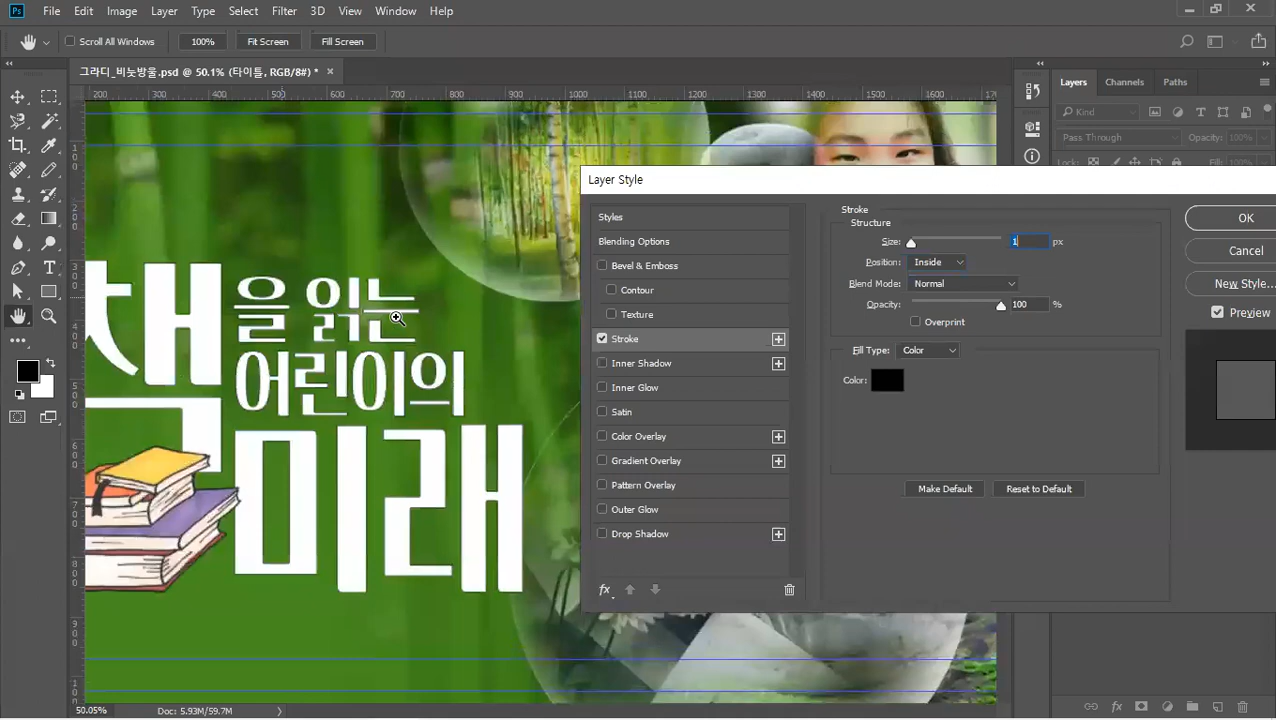 Ps File Edit Image Layer Type Select Filter 3D View Window Help
Scroll All Windows 100% Fit Screen Fill Screen
그라디_비눗방울.psd @ 50.1% (타이틀, RGB/8#) * ×
200 300 400 500 600 700 800 900 1000 1100 1200 1300 1400 1500 1600
Layers Channels Paths
Kind
Pass Through Opacity: 100%
Lock: Fill: 100%
책
을 읽는
어린이의
미래
Layer Style
Styles
Blending Options
Bevel & Emboss
Contour
Texture
Stroke
Inner Shadow
Inner Glow
Satin
Color Overlay
Gradient Overlay
Pattern Overlay
Outer Glow
Drop Shadow
fx
Stroke
Structure
Size: 1 px
Position: Inside
Blend Mode: Normal
Opacity: 100 %
Overprint
Fill Type: Color
Color:
Make Default Reset to Default
OK
Cancel
New Style...
Preview
50.05% Doc: 5.93M/59.7M